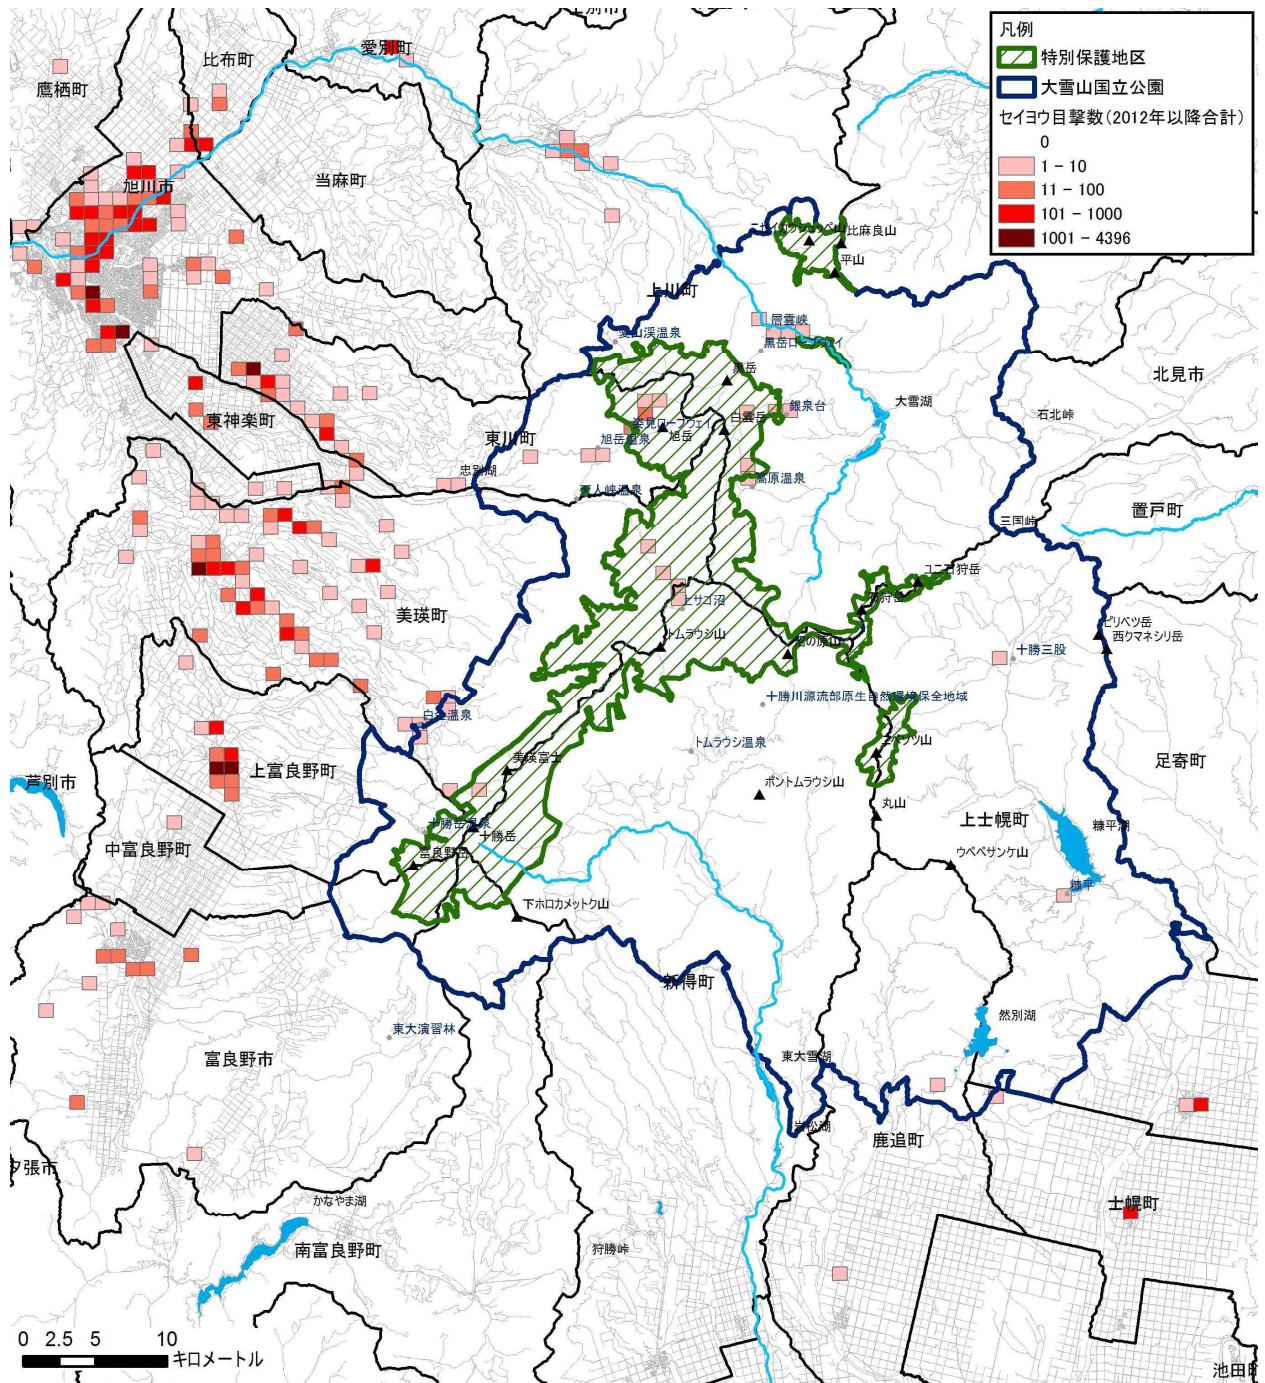 凡例
特別保護地区
大雪山国立公園
セイヨウ目撃数(2012年以降合計)
0
1 - 10
11 - 100
101 - 1000
1001 - 4396
比布町
愛別町
鷹栖町
当麻町
旭川市
ニセイカウシュッペ山
比麻良山
平山
上川町
層雲峡
愛山渓温泉
黒岳ロープウェイ
黒岳
北見市
大雪湖
石北峠
銀泉台
白雲岳
東神楽町
東川町
旭岳
旭岳温泉
忠別湖
高原温泉
天人峡温泉
置戸町
三国峠
ユニ石狩岳
石狩岳
ヒサゴ沼
美瑛町
ピリベツ岳
西クマネシリ岳
トムラウシ山
沼の原山
十勝三股
十勝川源流部原生自然環境保全地域
白金温泉
トムラウシ温泉
ニペソツ山
美瑛富士
足寄町
芦別市
上富良野町
ポントムラウシ山
丸山
上士幌町
糠平湖
十勝岳温泉
十勝岳
中富良野町
富良野岳
ウペペサンケ山
糠平
下ホロカメットク山
新得町
然別湖
東大演習林
富良野市
東大雪湖
岩松湖
鹿追町
夕張市
かなやま湖
士幌町
南富良野町
狩勝峠
0 2.5 5 10
キロメートル